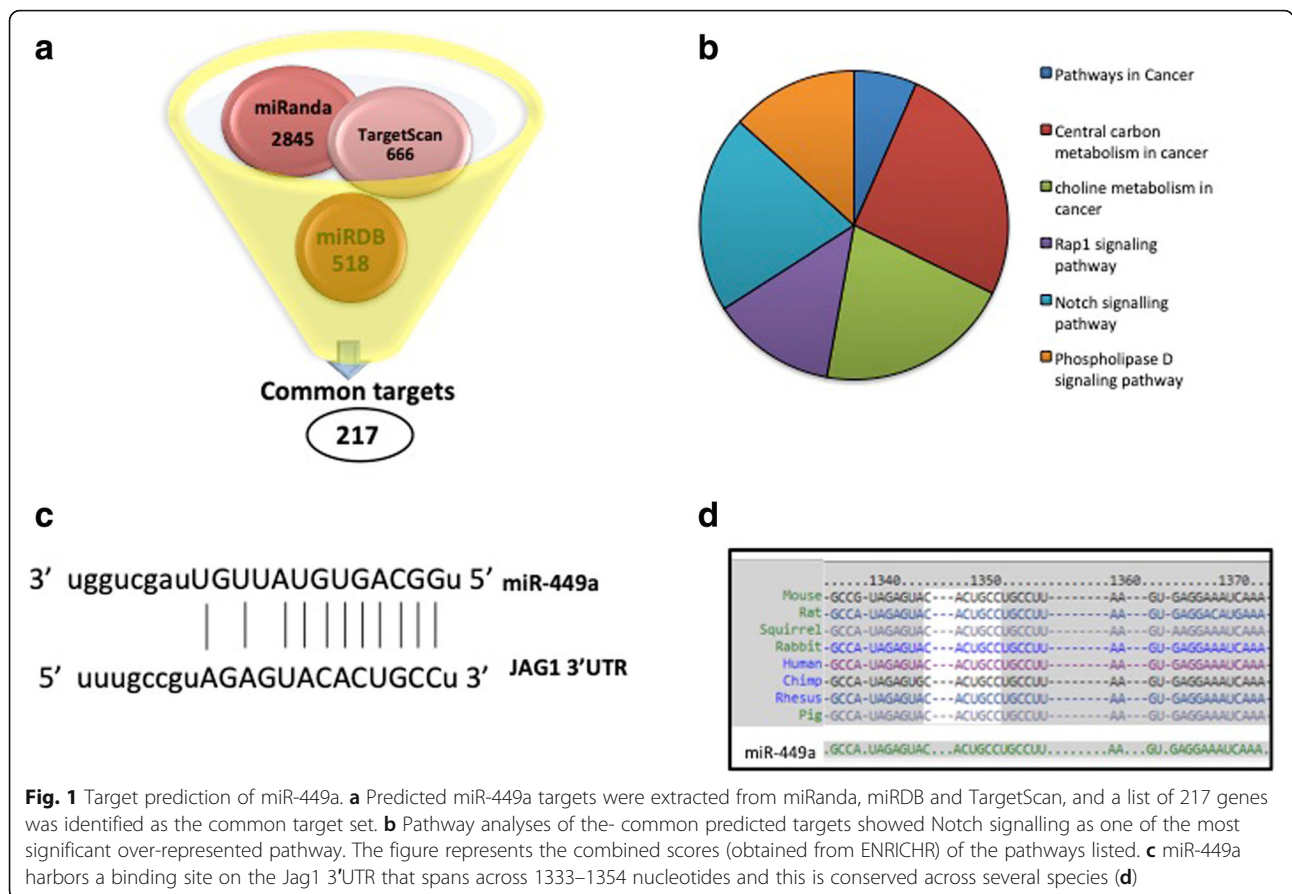 a
miRanda
2845
TargetScan
666
miRDB
518
Common targets
217
b
Pathways in Cancer
Central carbon
metabolism in cancer
choline metabolism in
cancer
Rap1 signaling
pathway
Notch signalling
pathway
Phospholipase D
signaling pathway
c
3' uggucgauUGUUAUGUGACGGu 5' miR-449a
5' uuugccguAGAGUACACUGCCu 3' JAG1 3'UTR
d
......1340......1350...........1360........1370...
Mouse -GCCG-UAGAGUAC---ACUGCCUGCCUU--------AA---GU-GAGGAAAUCAAA-
Rat -GCCA-UAGAGUAC---ACUGCCUGCCUU--------AA---GU-GAGGACAUGAAA-
Squirrel -GCCA-UAGAGUAC---ACUGCCUGCCUU--------AA---GU-AAGGAAAUCAAA-
Rabbit -GCCA-UAGAGUAC---ACUGCCUGCCUU--------AA---GU-GAGGAAAUCAAA-
Human -GCCA-UAGAGUAC---ACUGCCUGCCUU--------AA---GU-GAGGAAAUCAAA-
Chimp -GCCA-UAGAGUGC---ACUGCCUGCCUU--------AA---GU-GAGGAAAUCAAA-
Rhesus -GCCA-UAGAGUAC---ACUGCCUGCCUU--------AA---GU-GAGGAAAUCAAA-
Pig -GCCA-UAGAGUAC---ACUGCCUGCCUU--------AA---GU-GAGGAAAUCAAA-
miR-449a .GCCA.UAGAGUAC...ACUGCCUGCCUU........AA...GU.GAGGAAAUCAAA.
Fig. 1 Target prediction of miR-449a. a Predicted miR-449a targets were extracted from miRanda, miRDB and TargetScan, and a list of 217 genes
was identified as the common target set. b Pathway analyses of the- common predicted targets showed Notch signalling as one of the most
significant over-represented pathway. The figure represents the combined scores (obtained from ENRICHR) of the pathways listed. c miR-449a
harbors a binding site on the Jag1 3'UTR that spans across 1333–1354 nucleotides and this is conserved across several species (d)